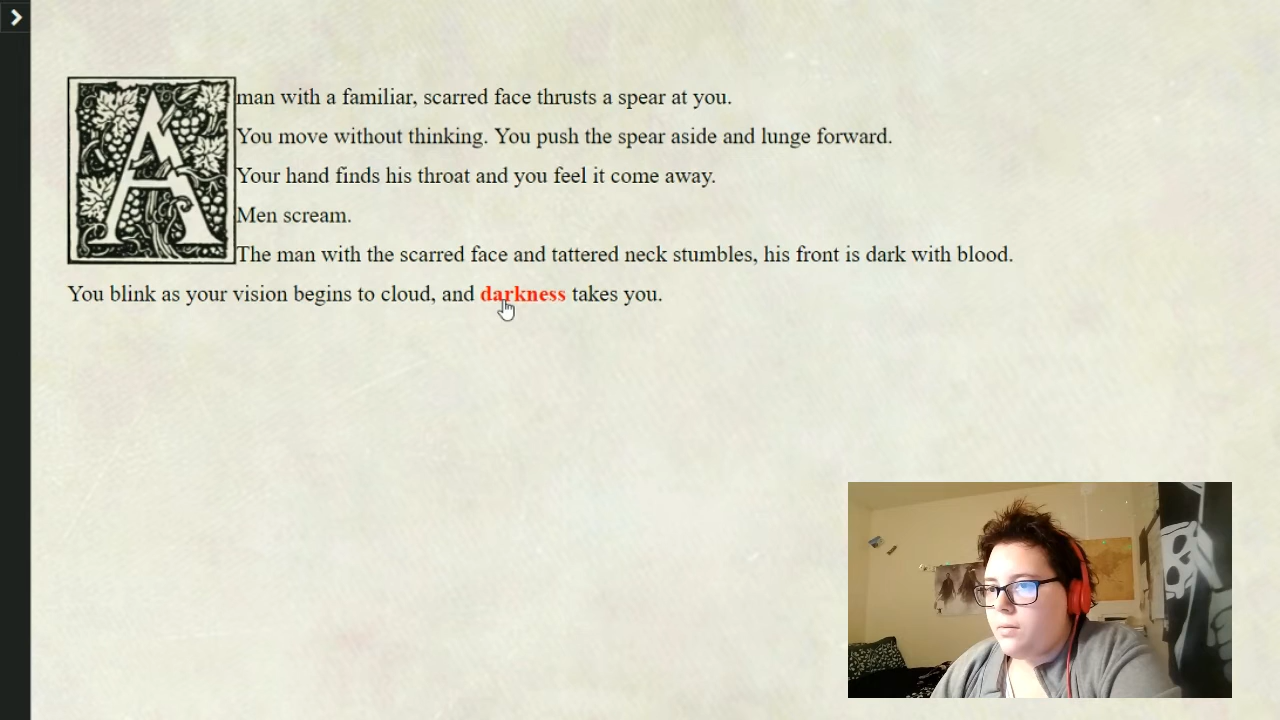 A man with a familiar, scarred face thrusts a spear at you.
You move without thinking. You push the spear aside and lunge forward.
Your hand finds his throat and you feel it come away.
Men scream.
The man with the scarred face and tattered neck stumbles, his front is dark with blood.
You blink as your vision begins to cloud, and darkness takes you.